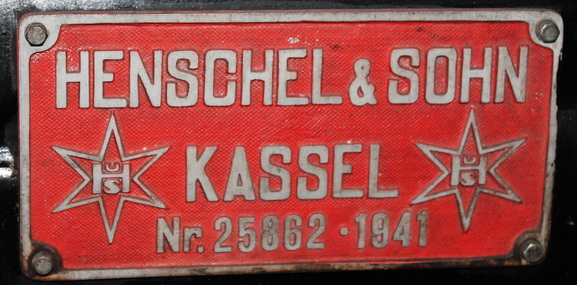 HENSCHEL & SOHN
KASSEL
Nr. 25862 · 1941